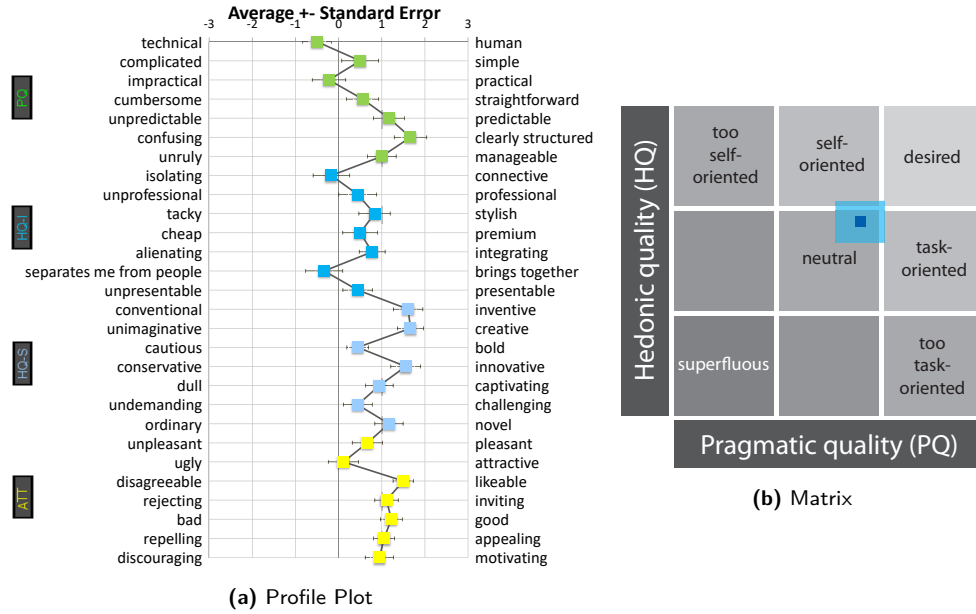 Average +- Standard Error
-3 -2 -1 0 1 2 3
technical human
complicated simple
impractical practical
cumbersome straightforward
unpredictable predictable
confusing clearly structured
unruly manageable
PQ
isolating connective
unprofessional professional
tacky stylish
cheap premium
alienating integrating
separates me from people brings together
unpresentable presentable
HQ-I
conventional inventive
unimaginative creative
cautious bold
conservative innovative
dull captivating
undemanding challenging
ordinary novel
HQ-S
unpleasant pleasant
ugly attractive
disagreeable likeable
rejecting inviting
bad good
repelling appealing
discouraging motivating
ATT
(a) Profile Plot
Hedonic quality (HQ)
too
self-
oriented
self-
oriented
desired
neutral
task-
oriented
superfluous
too
task-
oriented
Pragmatic quality (PQ)
(b) Matrix